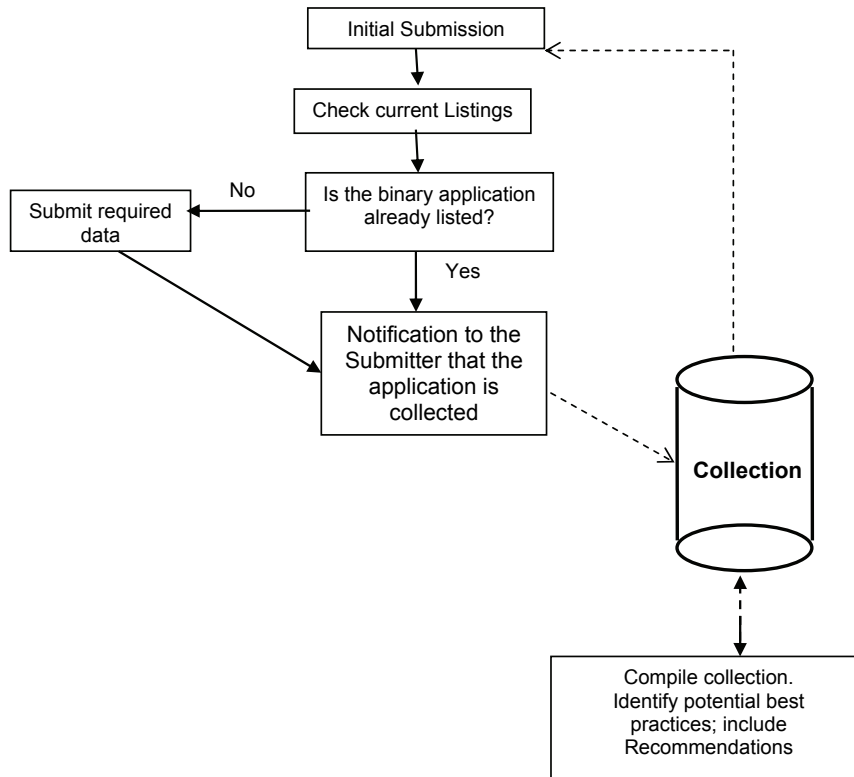 Initial Submission
Check current Listings
No
Is the binary application
already listed?
Submit required
data
Yes
Notification to the
Submitter that the
application is
collected
Collection
Compile collection.
Identify potential best
practices; include
Recommendations